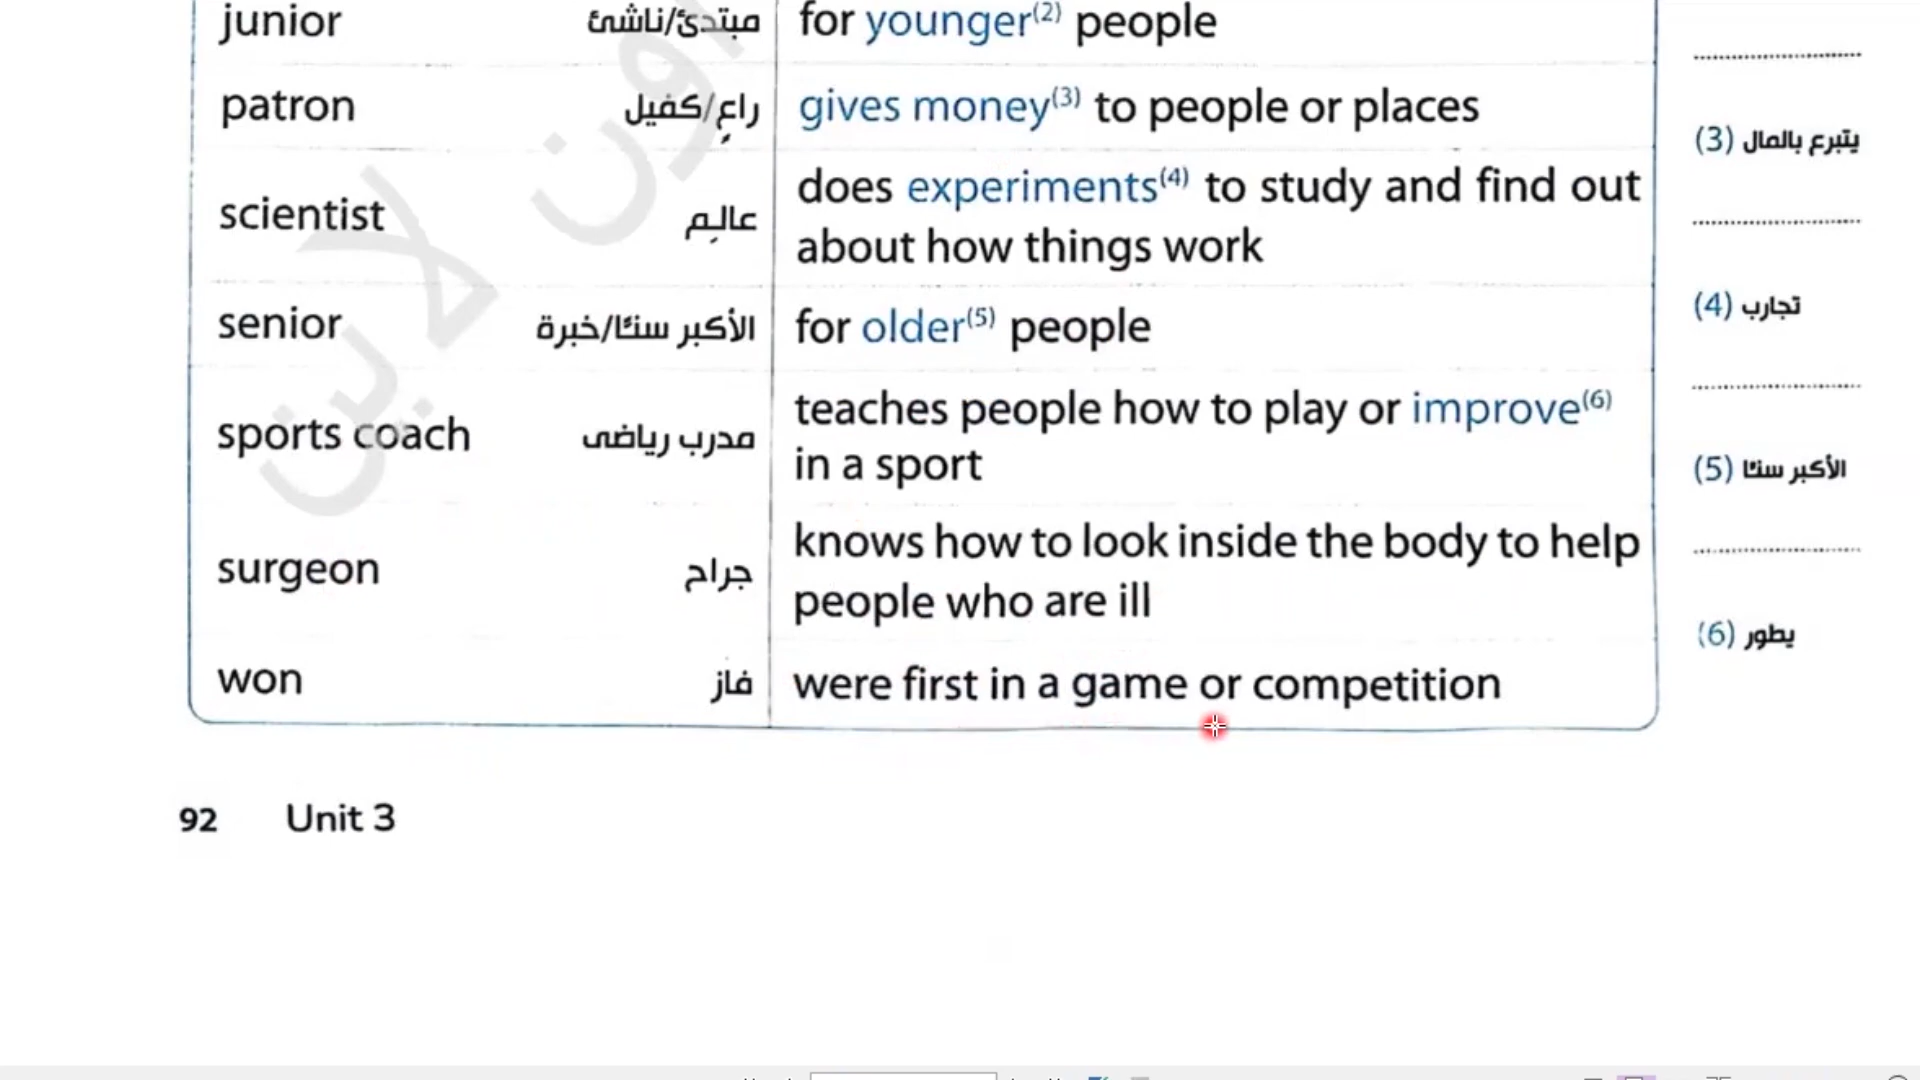 junior مبتدئ/ناشئ for younger(2) people
patron راعٍ/كفيل gives money(3) to people or places
(3) يتبرع بالمال
scientist عالِم does experiments(4) to study and find out
about how things work
(4) تجارب
senior الأكبر سنًا/خبرة for older(5) people
sports coach مدرب رياضى teaches people how to play or improve(6)
in a sport
(5) الأكبر سنًا
surgeon جراح knows how to look inside the body to help
people who are ill
(6) يطور
won فاز were first in a game or competition
92 Unit 3
أون لاين